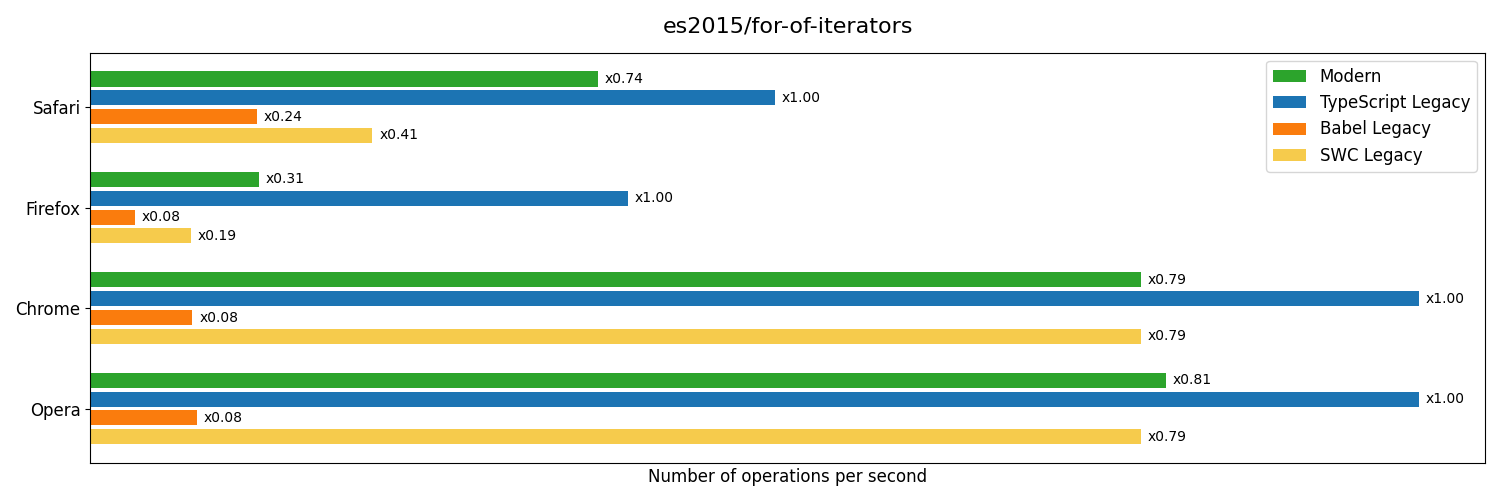 es2015/for-of-iterators
Modern
TypeScript Legacy
Babel Legacy
SWC Legacy
Safari
x0.74
x1.00
x0.24
x0.41
Firefox
x0.31
x1.00
x0.08
x0.19
Chrome
x0.79
x1.00
x0.08
x0.79
Opera
x0.81
x1.00
x0.08
x0.79
Number of operations per second